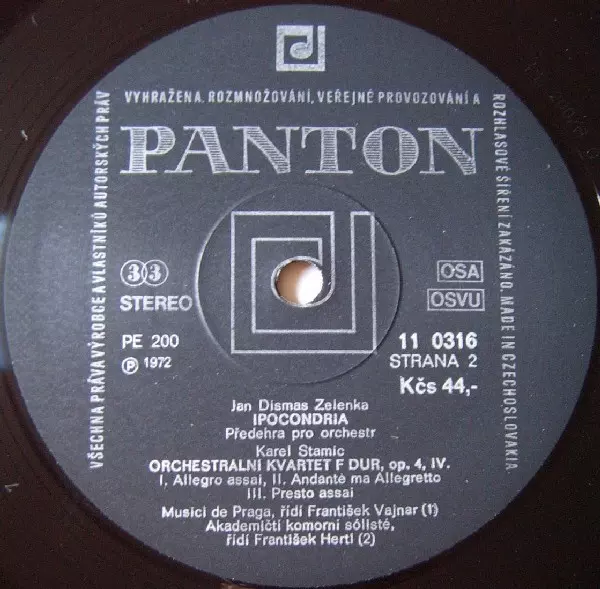 VYHRAŽENA. ROZMNOŽOVÁNÍ, VEŘEJNÉ PROVOZOVÁNÍ A
VŠECHNA PRÁVA VÝROBCE A VLASTNÍKŮ AUTORSKÝCH PRÁV
ROZHLASOVÉ ŠÍŘENÍ ZAKÁZÁNO. MADE IN CZECHOSLOVAKIA
PANTON
33
STEREO
OSA
OSVU
PE 200
℗ 1972
11 0316
STRANA 2
Kčs 44,-
Jan Dismas Zelenka
IPOCONDRIA
Předehra pro orchestr
Karel Stamic
ORCHESTRALNÍ KVARTET F DUR, op. 4, IV.
I. Allegro assai, II. Andante ma Allegretto
III. Presto assai
Musici de Praga, řídí František Vajnar (1)
Akademičtí komorní sólisté,
řídí František Hertl (2)